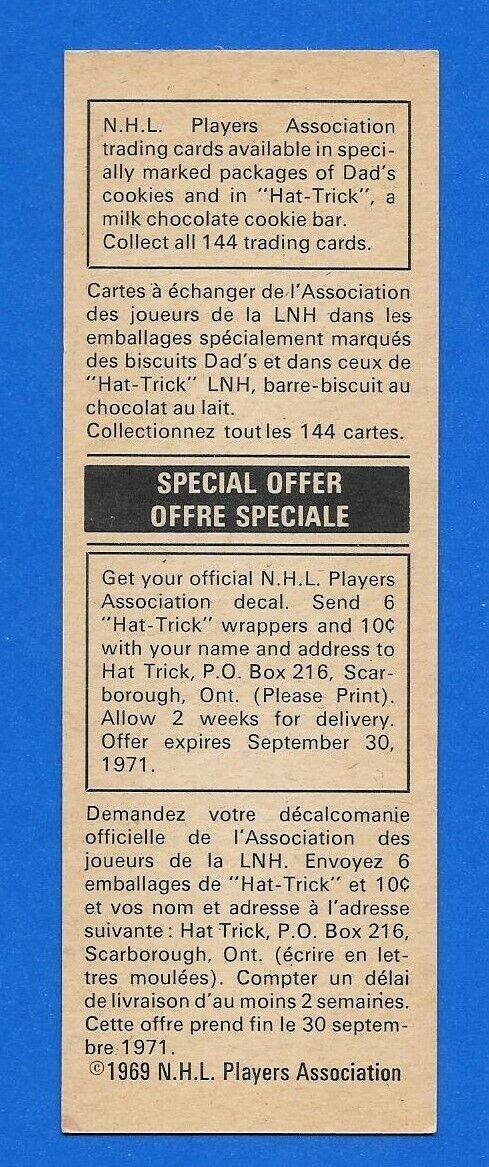 N.H.L. Players Association
trading cards available in speci-
ally marked packages of Dad's
cookies and in "Hat-Trick", a
milk chocolate cookie bar.
Collect all 144 trading cards.
Cartes à échanger de l'Association
des joueurs de la LNH dans les
emballages spécialement marqués
des biscuits Dad's et dans ceux de
"Hat-Trick" LNH, barre-biscuit au
chocolat au lait.
Collectionnez toutles 144 cartes.
SPECIAL OFFER
OFFRE SPECIALE
Get your official N.H.L. Players
Association decal. Send 6
"Hat-Trick" wrappers and 10¢
with your name and address to
Hat Trick, P.O. Box 216, Scar-
borough, Ont. (Please Print).
Allow 2 weeks for delivery.
Offer expires September 30,
1971.
Demandez votre décalcomanie
officielle de l'Association des
joueurs de la LNH. Envoyez 6
emballages de "Hat-Trick" et 10¢
et vos nom et adresse à l'adresse
suivante : Hat Trick, P.O. Box 216,
Scarborough, Ont. (écrire en let-
tres moulées). Compter un délai
de livraison d'au moins 2 semaines.
Cette offre prend fin le 30 septem-
bre 1971.
©1969 N.H.L. Players Association